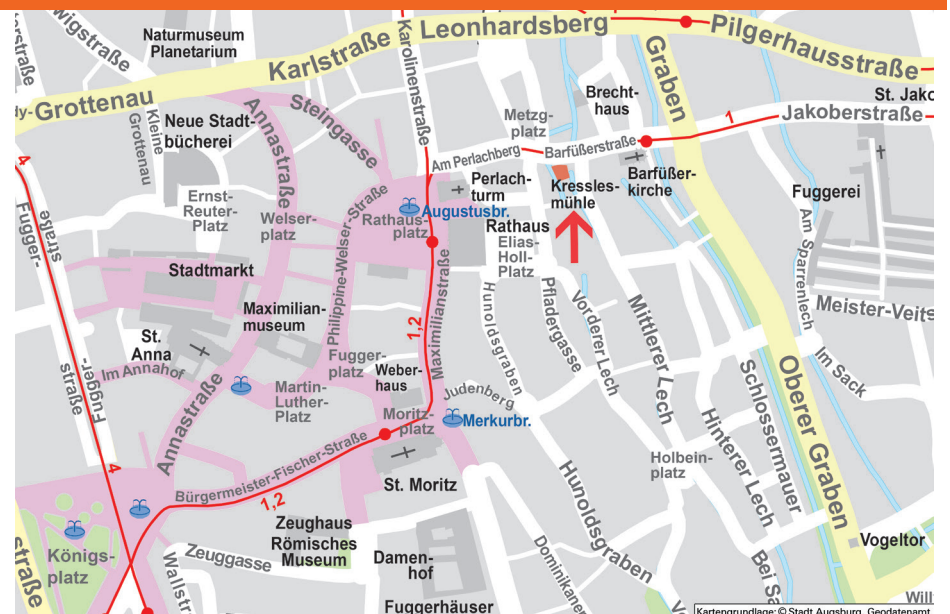 Naturmuseum
Planetarium
Karlstraße
Leonhardsberg
Pilgerhausstraße
Karolinenstraße
Grottenau
Kleine
Grottenau
Neue Stadt-
bücherei
Annastraße
Steingasse
Metzg-
platz
Brecht-
haus
Graben
1
Jakoberstraße
Am Perlachberg
Barfüßerstraße
Barfüßer-
kirche
Perlach-
turm
Kressles-
mühle
Fuggerei
4
Fugger-
straße
Ernst-
Reuter-
Platz
Welser-
platz
Philippine-Welser-Straße
Rathaus-
platz
Augustusbr.
Rathaus
Elias-
Holl-
Platz
Am Sparrenlech
Stadtmarkt
Maximilian-
museum
Maximilianstraße
1,2
Hunoldsgraben
Pfladergasse
Vorderer Lech
Mittlerer Lech
St.
Anna
Im Annahof
Fugger-
platz
Weber-
haus
Judenberg
Oberer Graben
Im Sack
Fugger-
straße
Martin-
Luther-
Platz
Moritz-
platz
Merkurbr.
Schlossermauer
Hinterer Lech
Annastraße
4
Bürgermeister-Fischer-Straße
1,2
St. Moritz
Holbein-
platz
Hunoldsgraben
Königs-
platz
Zeuggasse
Zeughaus
Römisches
Museum
Damen-
hof
Fuggerhäuser
Vogeltor
Kartengrundlage: © Stadt Augsburg, Geodatenamt